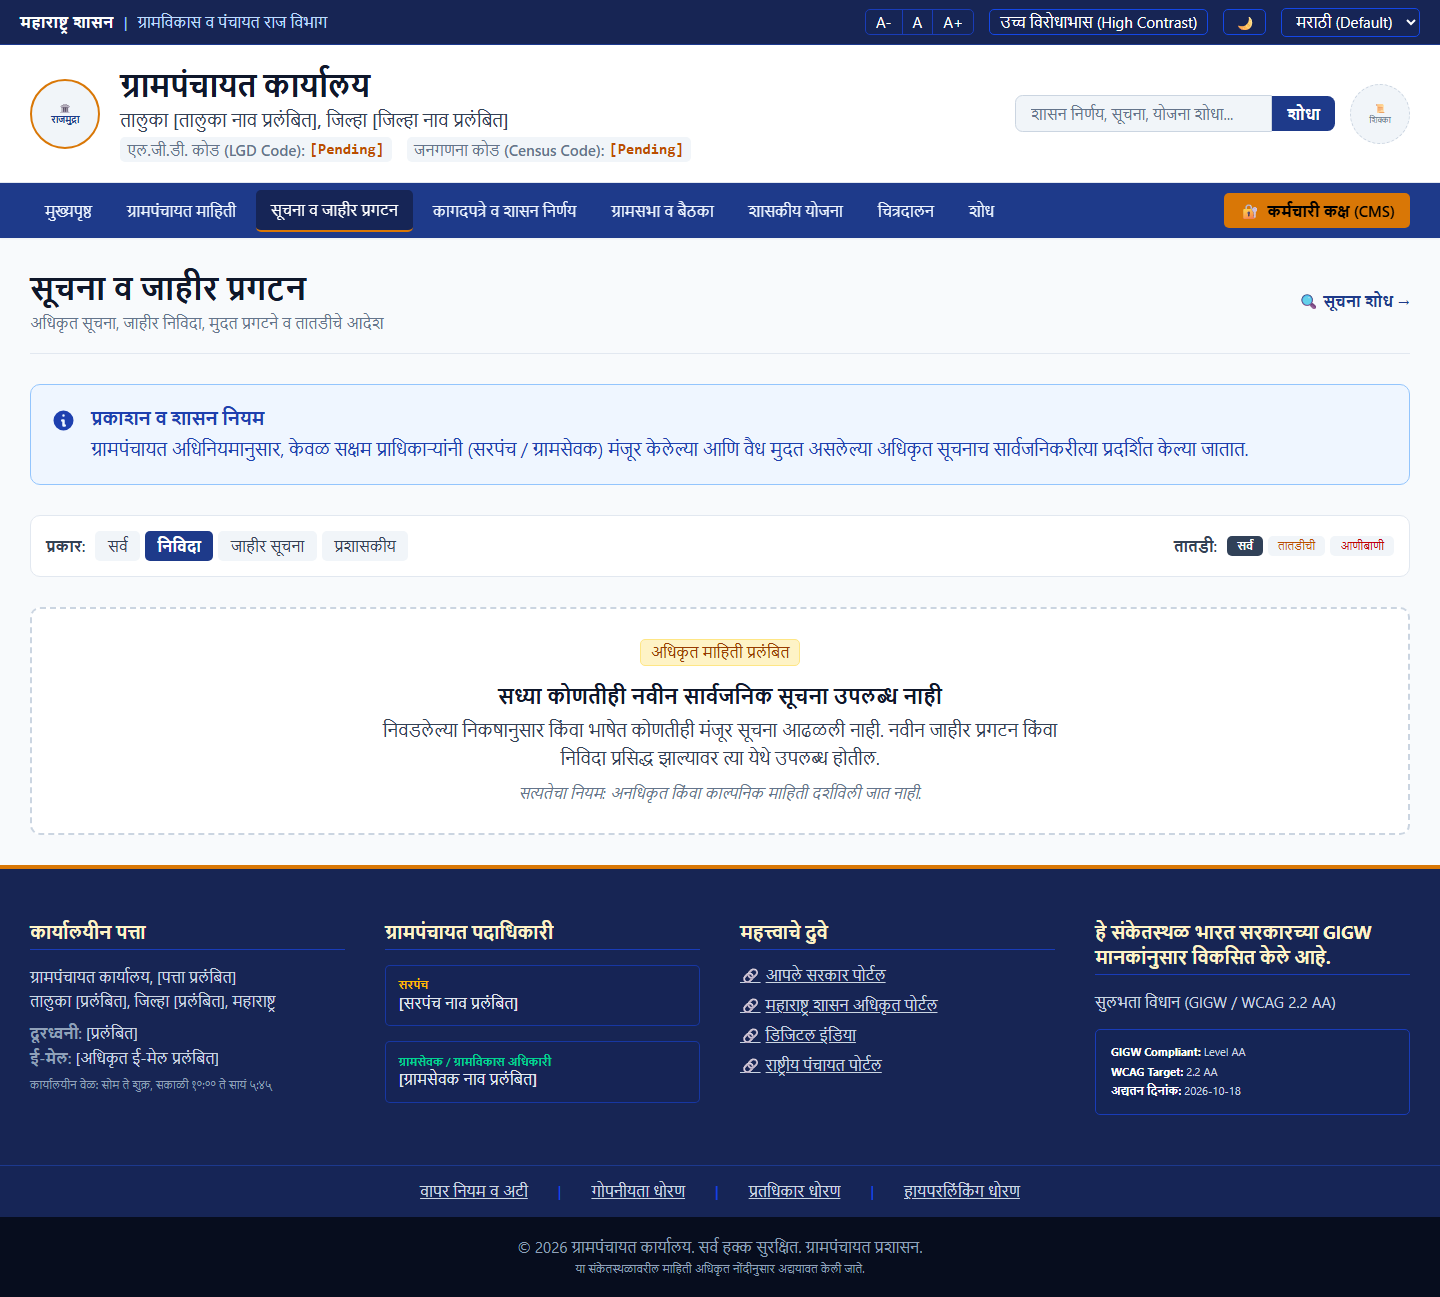 महाराष्ट्र शासन | ग्रामविकास व पंचायत राज विभाग
A- A A+ उच्च विरोधाभास (High Contrast) मराठी (Default)
राजमुद्रा
ग्रामपंचायत कार्यालय
तालुका [तालुका नाव प्रलंबित], जिल्हा [जिल्हा नाव प्रलंबित]
एल.जी.डी. कोड (LGD Code): [Pending] जनगणना कोड (Census Code): [Pending]
शासन निर्णय, सूचना, योजना शोधा... शोधा
शिक्का
मुख्यपृष्ठ ग्रामपंचायत माहिती सूचना व जाहीर प्रगटन कागदपत्रे व शासन निर्णय ग्रामसभा व बैठका शासकीय योजना चित्रदालन शोध कर्मचारी कक्ष (CMS)
सूचना व जाहीर प्रगटन
अधिकृत सूचना, जाहीर निविदा, मुदत प्रगटने व तातडीचे आदेश
सूचना शोध →
प्रकाशन व शासन नियम
ग्रामपंचायत अधिनियमानुसार, केवळ सक्षम प्राधिकाऱ्यांनी (सरपंच / ग्रामसेवक) मंजूर केलेल्या आणि वैध मुदत असलेल्या अधिकृत सूचनाच सार्वजनिकरीत्या प्रदर्शित केल्या जातात.
प्रकार: सर्व निविदा जाहीर सूचना प्रशासकीय तातडी: सर्व तातडीची आणीबाणी
अधिकृत माहिती प्रलंबित
सध्या कोणतीही नवीन सार्वजनिक सूचना उपलब्ध नाही
निवडलेल्या निकषानुसार किंवा भाषेत कोणतीही मंजूर सूचना आढळली नाही. नवीन जाहीर प्रगटन किंवा
निविदा प्रसिद्ध झाल्यावर त्या येथे उपलब्ध होतील.
सत्यतेचा नियम: अनधिकृत किंवा काल्पनिक माहिती दर्शविली जात नाही.
कार्यालयीन पत्ता
ग्रामपंचायत कार्यालय, [पत्ता प्रलंबित]
तालुका [प्रलंबित], जिल्हा [प्रलंबित], महाराष्ट्र
दूरध्वनी: [प्रलंबित]
ई-मेल: [अधिकृत ई-मेल प्रलंबित]
कार्यालयीन वेळ: सोम ते शुक्र, सकाळी १०:०० ते सायं ५:४५
ग्रामपंचायत पदाधिकारी
सरपंच
[सरपंच नाव प्रलंबित]
ग्रामसेवक / ग्रामविकास अधिकारी
[ग्रामसेवक नाव प्रलंबित]
महत्त्वाचे दुवे
आपले सरकार पोर्टल
महाराष्ट्र शासन अधिकृत पोर्टल
डिजिटल इंडिया
राष्ट्रीय पंचायत पोर्टल
हे संकेतस्थळ भारत सरकारच्या GIGW
मानकांनुसार विकसित केले आहे.
सुलभता विधान (GIGW / WCAG 2.2 AA)
GIGW Compliant: Level AA
WCAG Target: 2.2 AA
अद्यतन दिनांक: 2026-10-18
वापर नियम व अटी | गोपनीयता धोरण | प्रतधिकार धोरण | हायपरलिंकिंग धोरण
© 2026 ग्रामपंचायत कार्यालय. सर्व हक्क सुरक्षित. ग्रामपंचायत प्रशासन.
या संकेतस्थळावरील माहिती अधिकृत नोंदीनुसार अद्ययावत केली जाते.